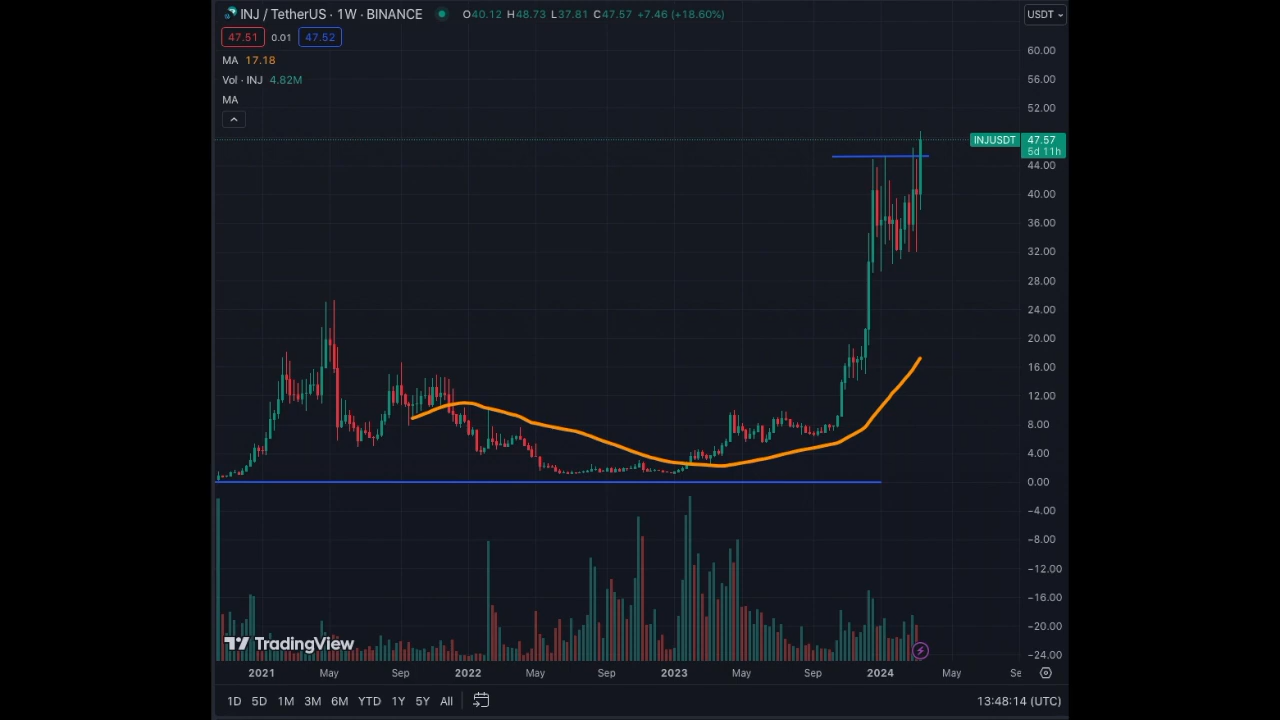 INJ / TetherUS · 1W · BINANCE O40.12 H48.73 L37.81 C47.57 +7.46 (+18.60%)
USDT
47.51 0.01 47.52
MA 17.18
Vol · INJ 4.82M
MA
60.00
56.00
52.00
INJUSDT 47.57
5d 11h
44.00
40.00
36.00
32.00
28.00
24.00
20.00
16.00
12.00
8.00
4.00
0.00
−4.00
−8.00
−12.00
−16.00
−20.00
−24.00
TradingView
2021 May Sep 2022 May Sep 2023 May Sep 2024 May Se
1D 5D 1M 3M 6M YTD 1Y 5Y All 13:48:14 (UTC)